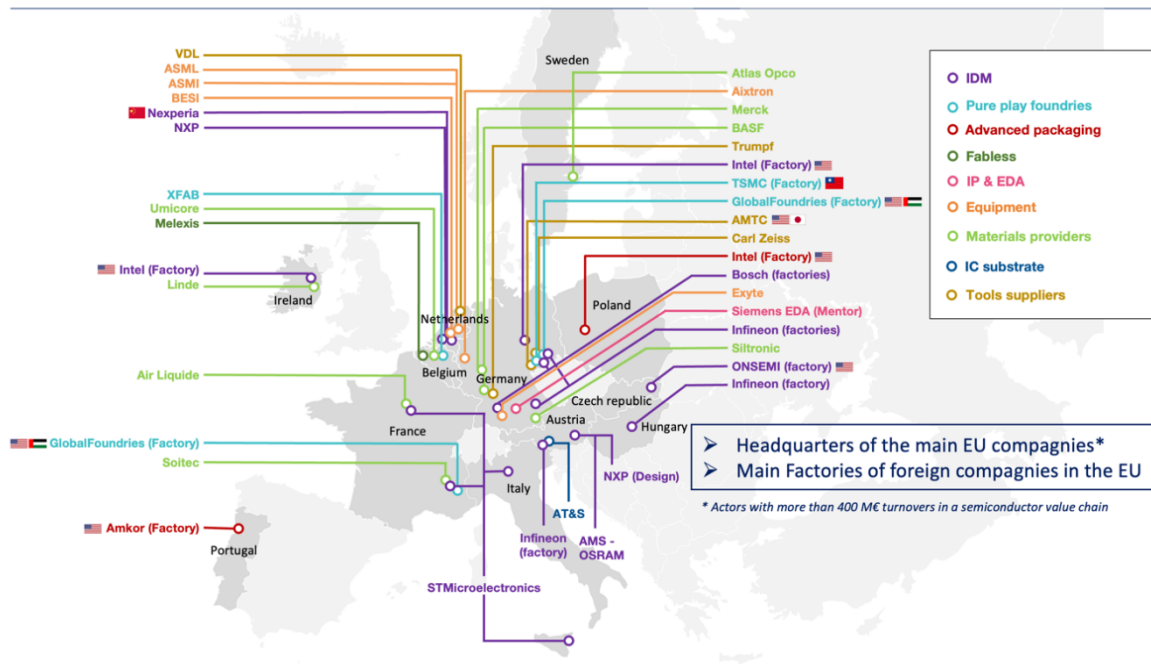 VDL
ASML
ASMI
BESI
Nexperia
NXP
XFAB
Umicore
Melexis
Intel (Factory)
Linde
Air Liquide
GlobalFoundries (Factory)
Soitec
Amkor (Factory)
STMicroelectronics
Sweden
Ireland
Netherlands
Belgium
Germany
Poland
Czech republic
Austria
Hungary
France
Italy
Portugal
Atlas Opco
Aixtron
Merck
BASF
Trumpf
Intel (Factory)
TSMC (Factory)
GlobalFoundries (Factory)
AMTC
Carl Zeiss
Intel (Factory)
Bosch (factories)
Exyte
Siemens EDA (Mentor)
Infineon (factories)
Siltronic
ONSEMI (factory)
Infineon (factory)
NXP (Design)
AT&S
Infineon
(factory)
AMS -
OSRAM
IDM
Pure play foundries
Advanced packaging
Fabless
IP & EDA
Equipment
Materials providers
IC substrate
Tools suppliers
➢ Headquarters of the main EU compagnies*
➢ Main Factories of foreign compagnies in the EU
* Actors with more than 400 M€ turnovers in a semiconductor value chain